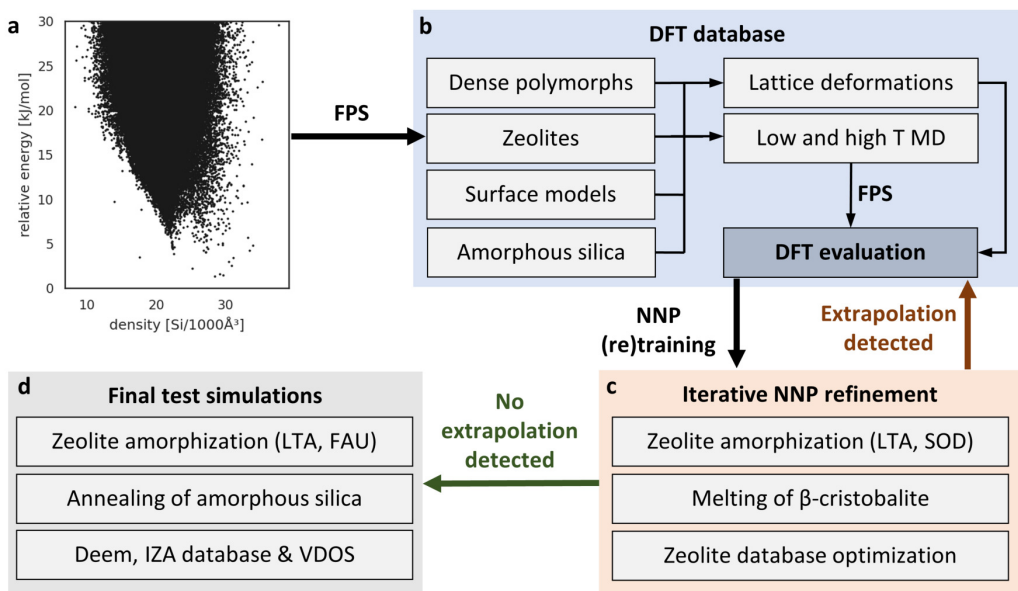 a
30
25
20
15
10
5
0
10
20
30
relative energy [kJ/mol]
density [Si/1000Å³]
FPS
b
DFT database
Dense polymorphs
Zeolites
Surface models
Amorphous silica
Lattice deformations
Low and high T MD
FPS
DFT evaluation
NNP
(re)training
Extrapolation
detected
c
Iterative NNP refinement
Zeolite amorphization (LTA, SOD)
Melting of β-cristobalite
Zeolite database optimization
No
extrapolation
detected
d
Final test simulations
Zeolite amorphization (LTA, FAU)
Annealing of amorphous silica
Deem, IZA database & VDOS